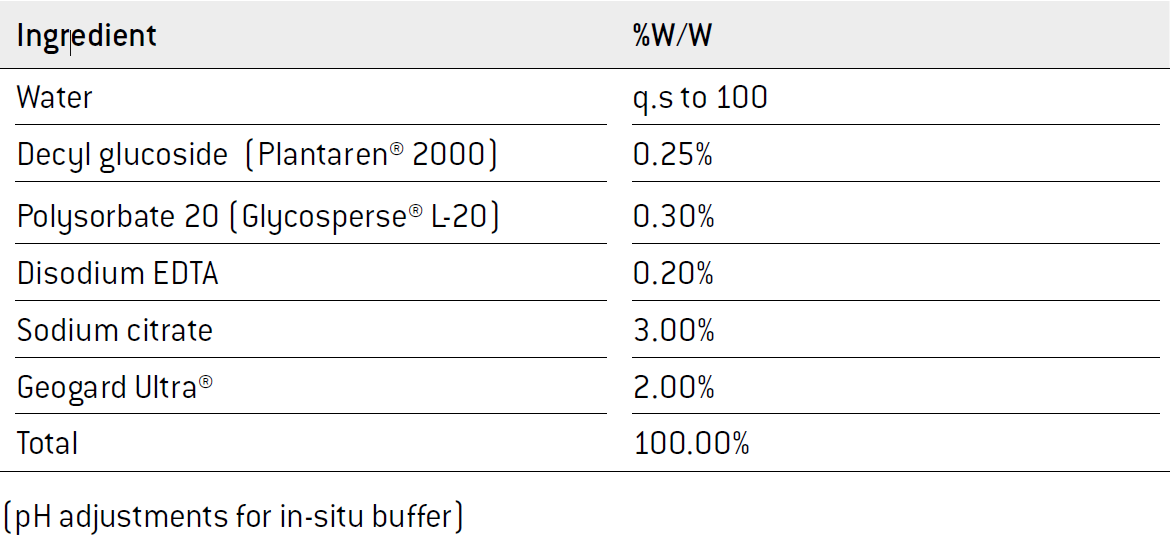 Ingredient %W/W
Water q.s to 100
Decyl glucoside (Plantaren® 2000) 0.25%
Polysorbate 20 (Glycosperse® L-20) 0.30%
Disodium EDTA 0.20%
Sodium citrate 3.00%
Geogard Ultra® 2.00%
Total 100.00%
(pH adjustments for in-situ buffer)